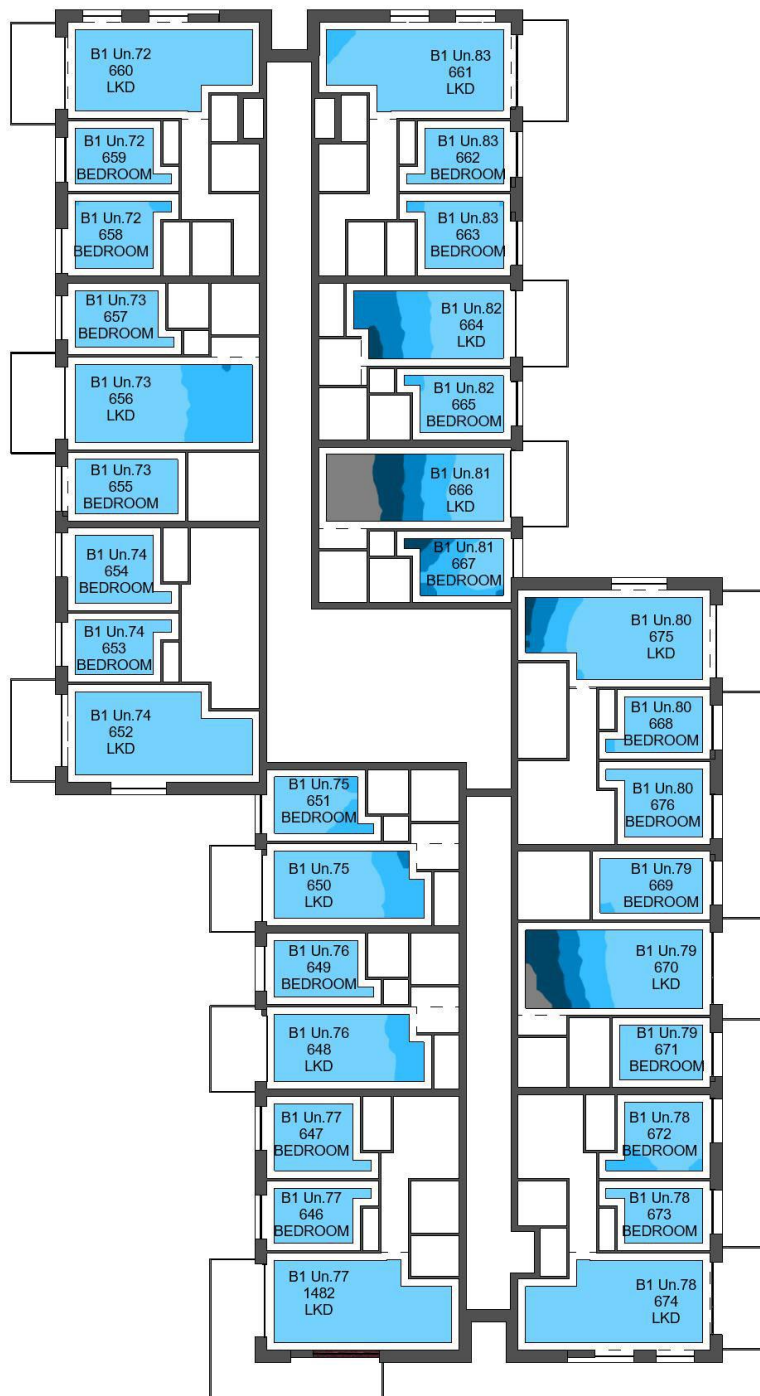 B1 Un.72
660
LKD
B1 Un.83
661
LKD
B1 Un.72
659
BEDROOM
B1 Un.83
662
BEDROOM
B1 Un.72
658
BEDROOM
B1 Un.83
663
BEDROOM
B1 Un.73
657
BEDROOM
B1 Un.82
664
LKD
B1 Un.73
656
LKD
B1 Un.82
665
BEDROOM
B1 Un.73
655
BEDROOM
B1 Un.81
666
LKD
B1 Un.74
654
BEDROOM
B1 Un.81
667
BEDROOM
B1 Un.74
653
BEDROOM
B1 Un.80
675
LKD
B1 Un.74
652
LKD
B1 Un.80
668
BEDROOM
B1 Un.75
651
BEDROOM
B1 Un.80
676
BEDROOM
B1 Un.75
650
LKD
B1 Un.79
669
BEDROOM
B1 Un.76
649
BEDROOM
B1 Un.79
670
LKD
B1 Un.76
648
LKD
B1 Un.79
671
BEDROOM
B1 Un.77
647
BEDROOM
B1 Un.78
672
BEDROOM
B1 Un.77
646
BEDROOM
B1 Un.78
673
BEDROOM
B1 Un.77
1482
LKD
B1 Un.78
674
LKD